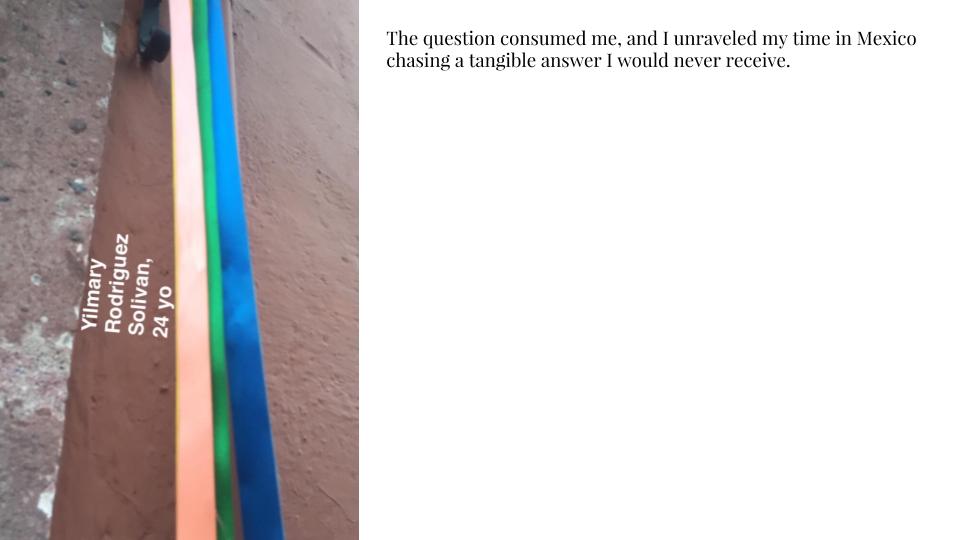 Yilmary
Rodriguez
Solivan,
24 yo
The question consumed me, and I unraveled my time in Mexico
chasing a tangible answer I would never receive.